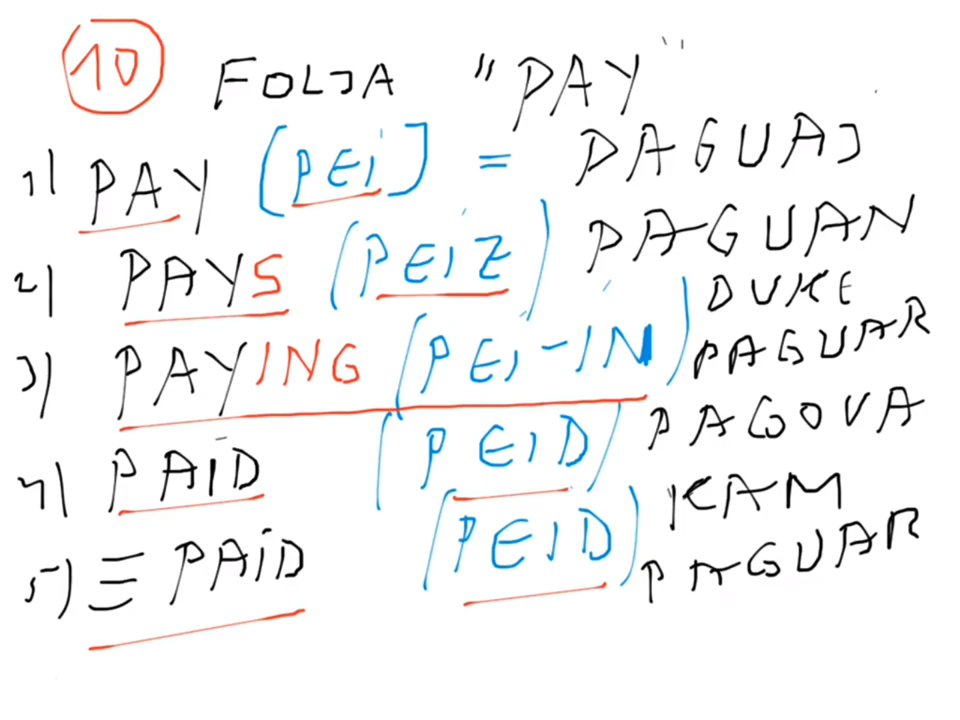 10 FOLJA "PAY"
1) PAY [PEI] = PAGUAJ
2) PAYS (PEIZ) PAGUAN
3) PAYING (PEI-IN) DUKE PAGUAR
4) PAID (PEID) PAGOVA
5) ≡ PAID (PEID) KAM PAGUAR